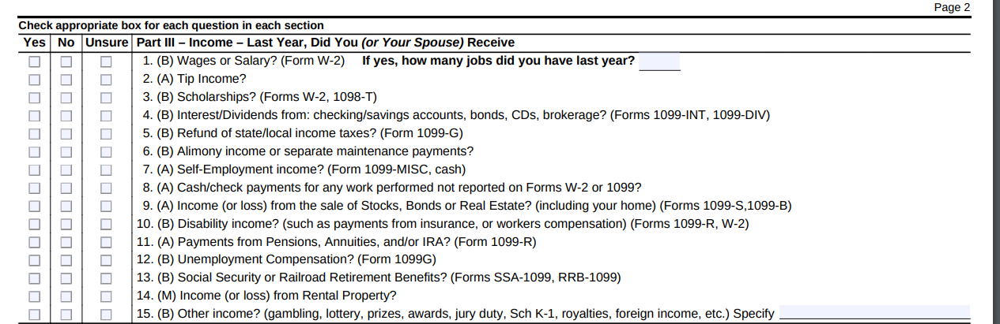 Page 2
Check appropriate box for each question in each section
Yes No Unsure Part III – Income – Last Year, Did You (or Your Spouse) Receive
1. (B) Wages or Salary? (Form W-2) If yes, how many jobs did you have last year?
2. (A) Tip Income?
3. (B) Scholarships? (Forms W-2, 1098-T)
4. (B) Interest/Dividends from: checking/savings accounts, bonds, CDs, brokerage? (Forms 1099-INT, 1099-DIV)
5. (B) Refund of state/local income taxes? (Form 1099-G)
6. (B) Alimony income or separate maintenance payments?
7. (A) Self-Employment income? (Form 1099-MISC, cash)
8. (A) Cash/check payments for any work performed not reported on Forms W-2 or 1099?
9. (A) Income (or loss) from the sale of Stocks, Bonds or Real Estate? (including your home) (Forms 1099-S,1099-B)
10. (B) Disability income? (such as payments from insurance, or workers compensation) (Forms 1099-R, W-2)
11. (A) Payments from Pensions, Annuities, and/or IRA? (Form 1099-R)
12. (B) Unemployment Compensation? (Form 1099G)
13. (B) Social Security or Railroad Retirement Benefits? (Forms SSA-1099, RRB-1099)
14. (M) Income (or loss) from Rental Property?
15. (B) Other income? (gambling, lottery, prizes, awards, jury duty, Sch K-1, royalties, foreign income, etc.) Specify